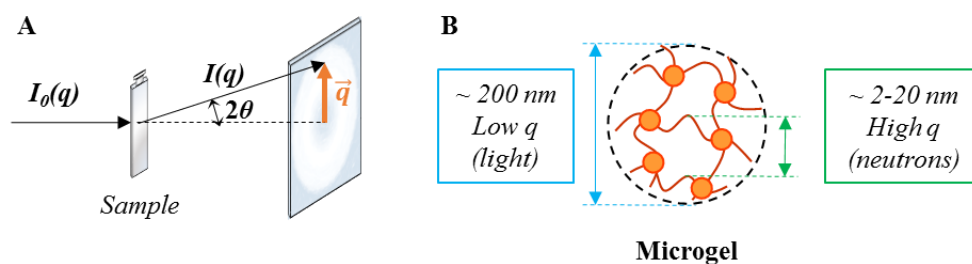 A
I₀(q)
I(q)
2θ
q⃗
Sample
B
~ 200 nm
Low q
(light)
~ 2-20 nm
High q
(neutrons)
Microgel